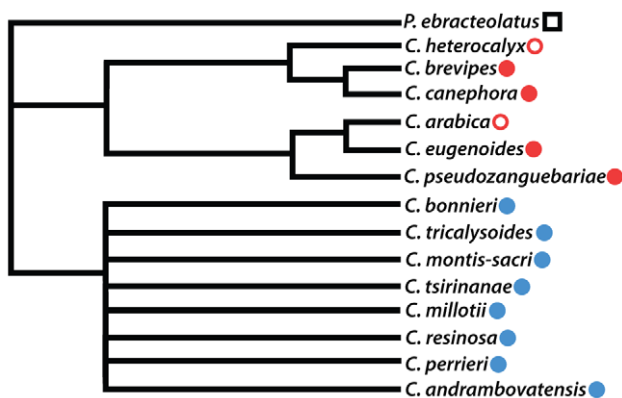 P. ebracteolatus
C. heterocalyx
C. brevipes
C. canephora
C. arabica
C. eugenoides
C. pseudozanguebariae
C. bonnieri
C. tricalysoides
C. montis-sacri
C. tsirinanae
C. millotii
C. resinosa
C. perrieri
C. andrambovatensis